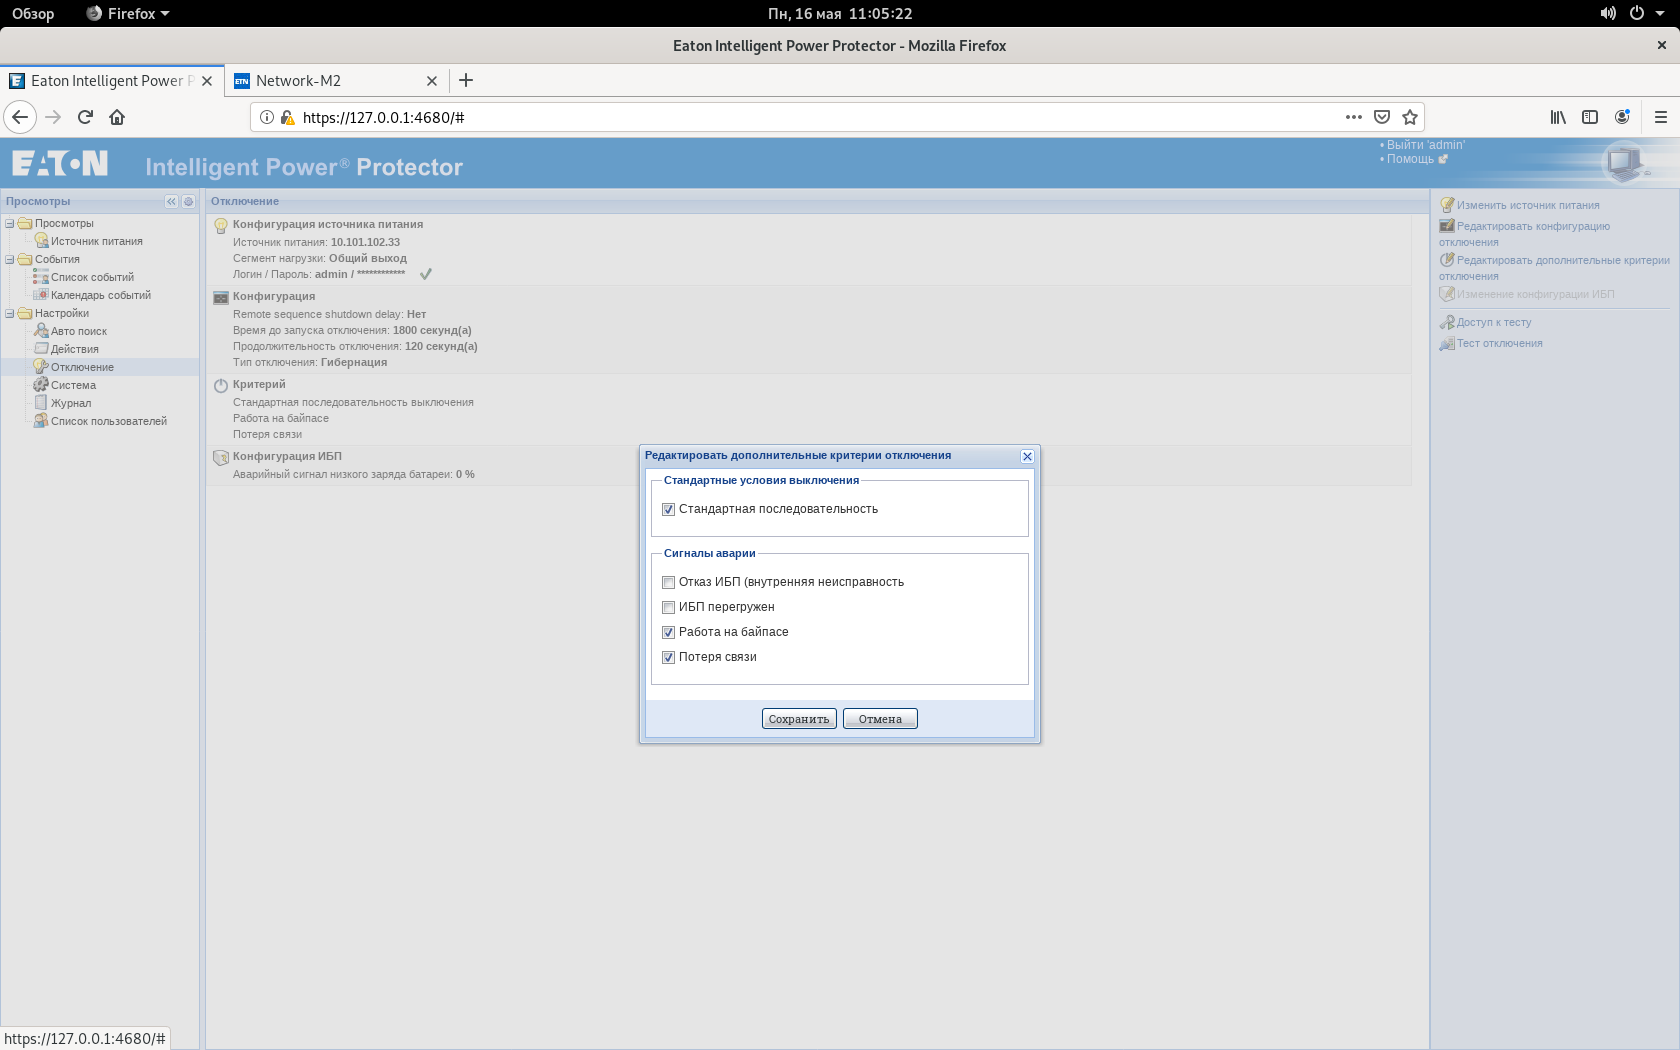 Обзор
Firefox
Пн, 16 мая 11:05:22
Eaton Intelligent Power Protector - Mozilla Firefox
Eaton Intelligent Power P
ETN
Network-M2
https://127.0.0.1:4680/#
EATON
Intelligent Power® Protector
• Выйти 'admin'
• Помощь
Просмотры
Просмотры
Источник питания
События
Список событий
Календарь событий
Настройки
Авто поиск
Действия
Отключение
Система
Журнал
Список пользователей
Отключение
Конфигурация источника питания
Источник питания: 10.101.102.33
Сегмент нагрузки: Общий выход
Логин / Пароль: admin / ************
Конфигурация
Remote sequence shutdown delay: Нет
Время до запуска отключения: 1800 секунд(а)
Продолжительность отключения: 120 секунд(а)
Тип отключения: Гибернация
Критерий
Стандартная последовательность выключения
Работа на байпасе
Потеря связи
Конфигурация ИБП
Аварийный сигнал низкого заряда батареи: 0 %
Редактировать дополнительные критерии отключения
Стандартные условия выключения
Стандартная последовательность
Сигналы аварии
Отказ ИБП (внутренняя неисправность
ИБП перегружен
Работа на байпасе
Потеря связи
Сохранить
Отмена
Изменить источник питания
Редактировать конфигурацию
отключения
Редактировать дополнительные критерии
отключения
Изменение конфигурации ИБП
Доступ к тесту
Тест отключения
https://127.0.0.1:4680/#